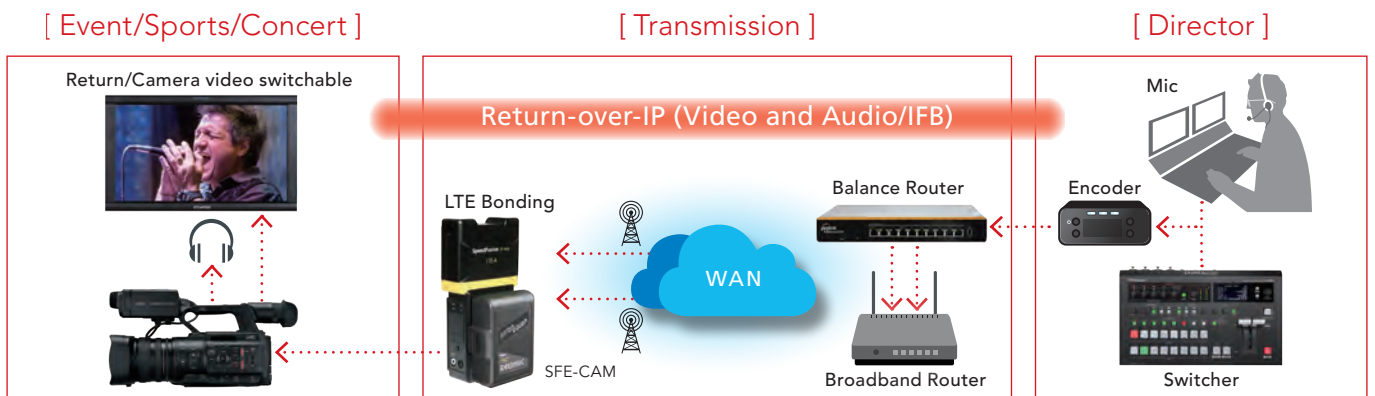 [ Event/Sports/Concert ]
[ Transmission ]
[ Director ]
Return/Camera video switchable
Mic
Return-over-IP (Video and Audio/IFB)
LTE Bonding
Balance Router
Encoder
WAN
SFE-CAM
Broadband Router
Switcher